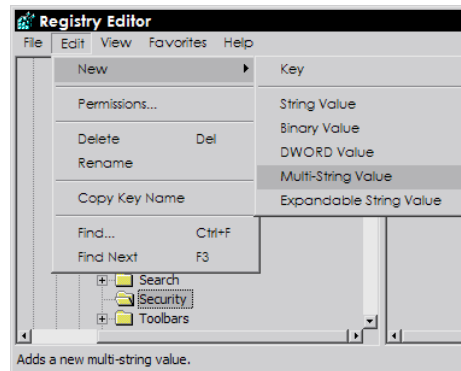 Registry Editor
File Edit View Favorites Help
New
Permissions...
Delete Del
Rename
Copy Key Name
Find... Ctrl+F
Find Next F3
Key
String Value
Binary Value
DWORD Value
Multi-String Value
Expandable String Value
Search
Security
Toolbars
Adds a new multi-string value.